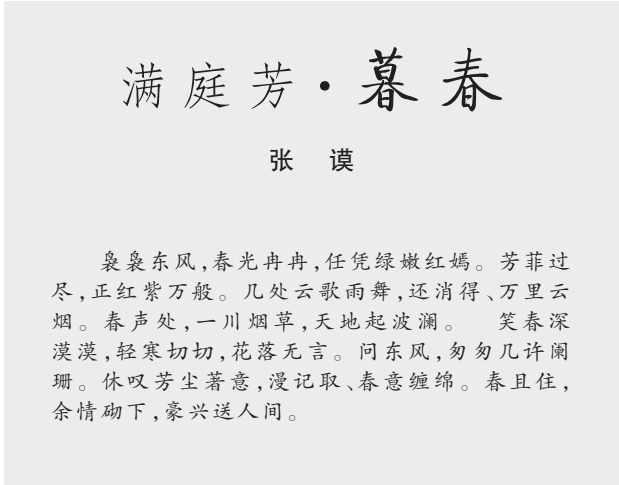 满庭芳·暮春
张 谟
袅袅东风,春光冉冉,任凭绿嫩红嫣。芳菲过
尽,正红紫万般。几处云歌雨舞,还消得、万里云
烟。春声处,一川烟草,天地起波澜。 笑春深
漠漠,轻寒切切,花落无言。问东风,匆匆几许阑
珊。休叹芳尘著意,漫记取、春意缠绵。春且住,
余情砌下,豪兴送人间。